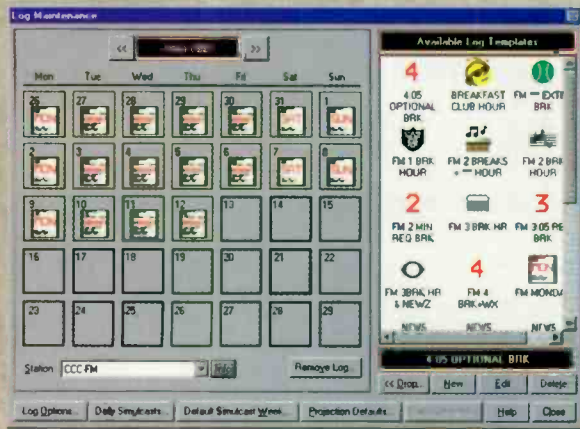 Log Maintenance
<< >>
Available Log Templates
Mon Tue Wed Thu Fri Sat Sun
26 27 28 29 30 31 1
2 3 4 5 6 7 8
9 10 11 12 13 14 15
16 17 18 19 20 21 22
23 24 25 26 27 28 29
4
4:05 OPTIONAL BRK
BREAKFAST CLUB HOUR
FM - EXTR BRK
FM 1 BRK HOUR
FM 2 BREAKS HOUR
FM 2 BRK HOUR
2
FM 2 MIN REQ BRK
FM 3 BRK HR
3
FM 3:05 RE BRK
FM 3BRK HR & NEWZ
4
FM 4 BRK+WX
MON
FM MONDA
NEWS NEWS NEWS
4:05 OPTIONAL BRK
Station CCC-FM Info Remove Log...
<< Drop... New Edit Delete
Log Options... Daily Simulcasts... Default Simulcast Week... Projection Defaults... Help Close